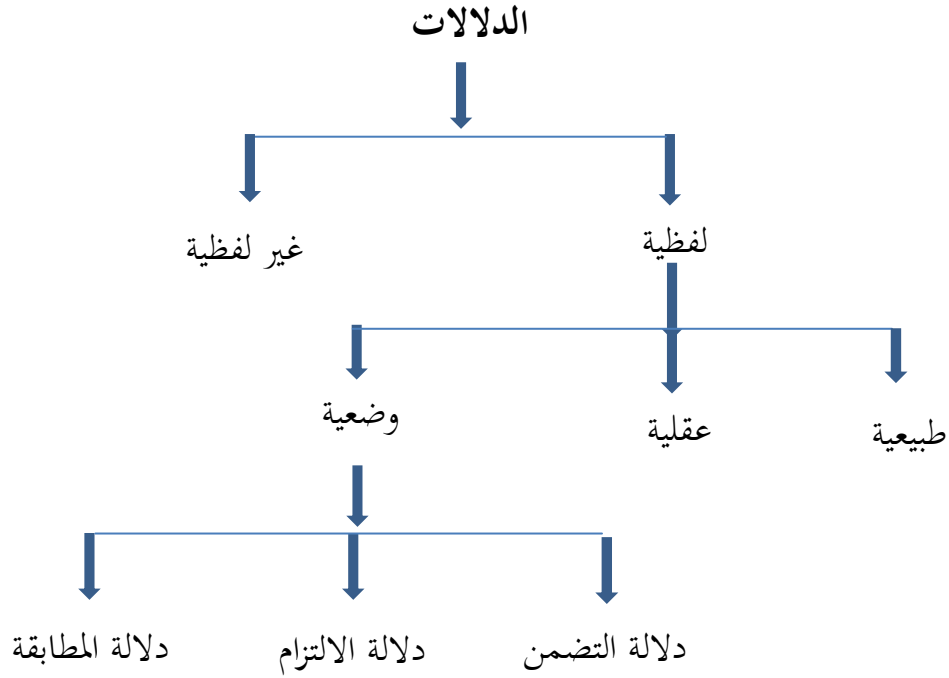 الدلالات
لفظية
غير لفظية
طبيعية
عقلية
وضعية
دلالة التضمن
دلالة الالتزام
دلالة المطابقة